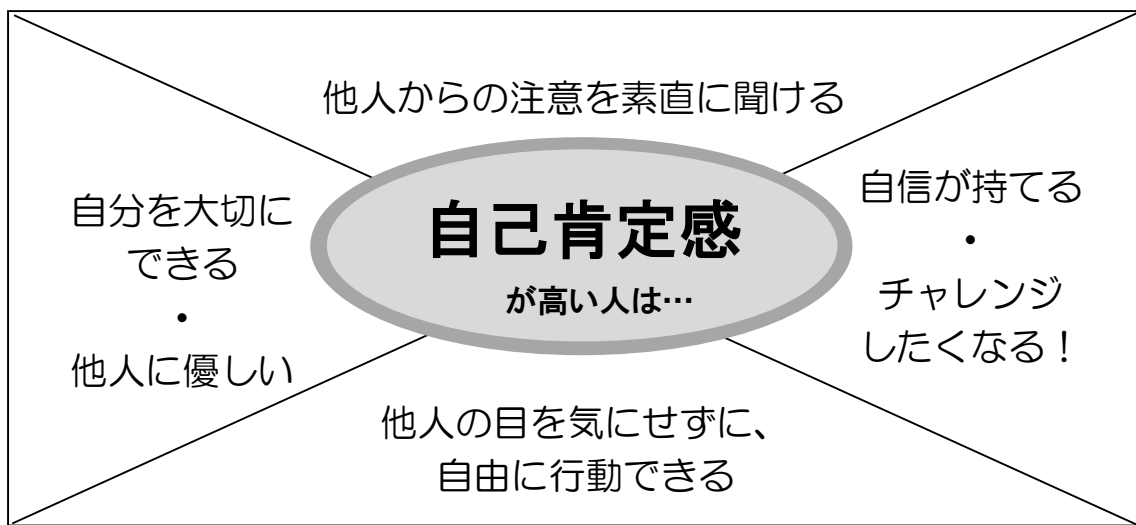 他人からの注意を素直に聞ける
自分を大切に
できる
・
他人に優しい
自己肯定感
が高い人は…
自信が持てる
・
チャレンジ
したくなる！
他人の目を気にせずに、
自由に行動できる